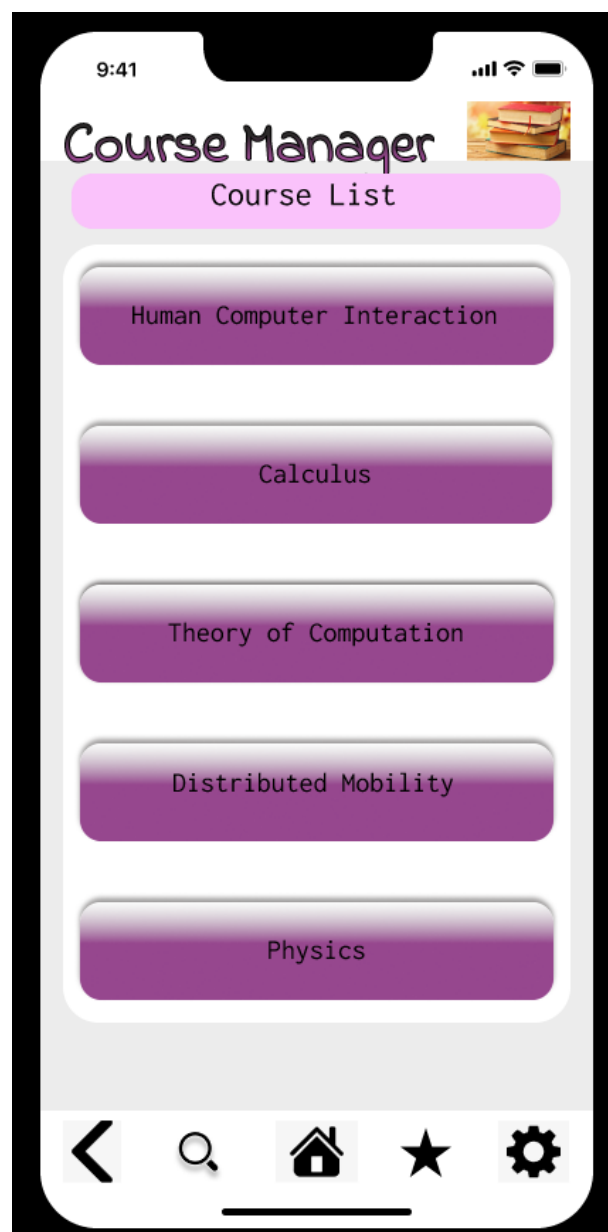 9:41
Course Manager
Course List
Human Computer Interaction
Calculus
Theory of Computation
Distributed Mobility
Physics